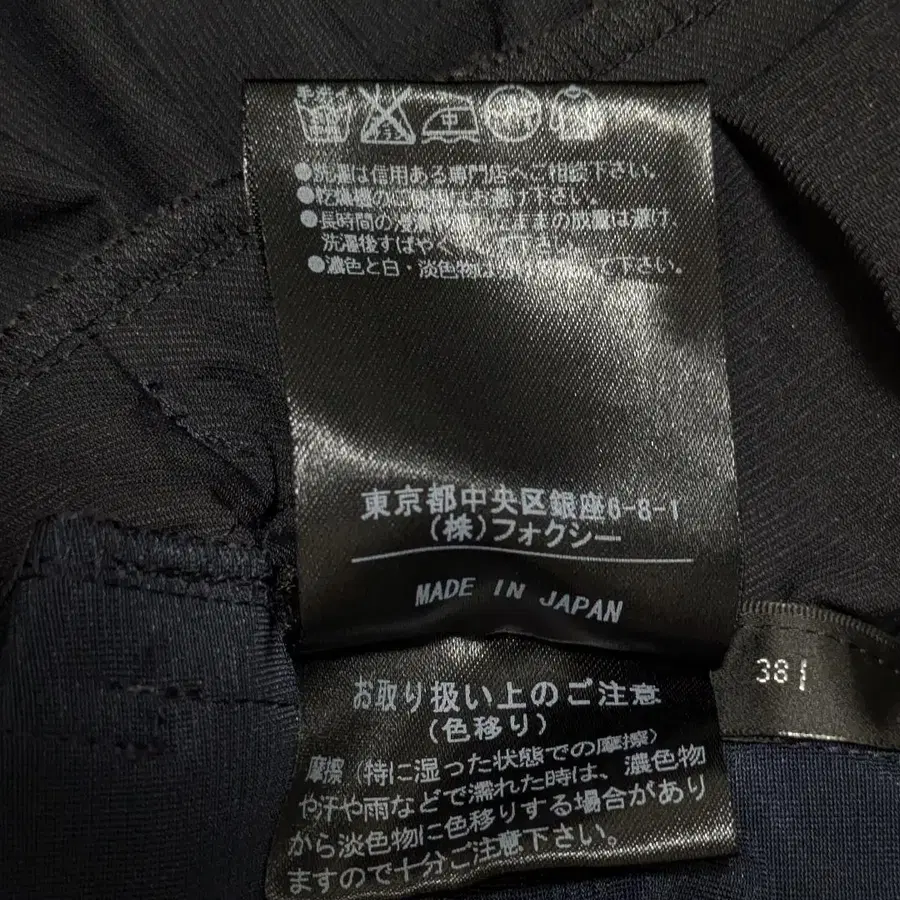 手洗イ
中
●洗濯は信用ある専門店へご相談下さい。
●乾燥機のご使用はお避け下さい。
●長時間の浸漬 ままの放置は避け、
洗濯後すばやく 下さい。
●濃色と白・淡色物は 下さい。
東京都中央区銀座6-8-1
(株)フォクシー
MADE IN JAPAN
38
お取り扱い上のご注意
(色移り)
摩擦(特に湿った状態での摩擦)
や汗や雨などで濡れた時は、濃色物
から淡色物に色移りする場合があり
ますので十分ご注意下さい。